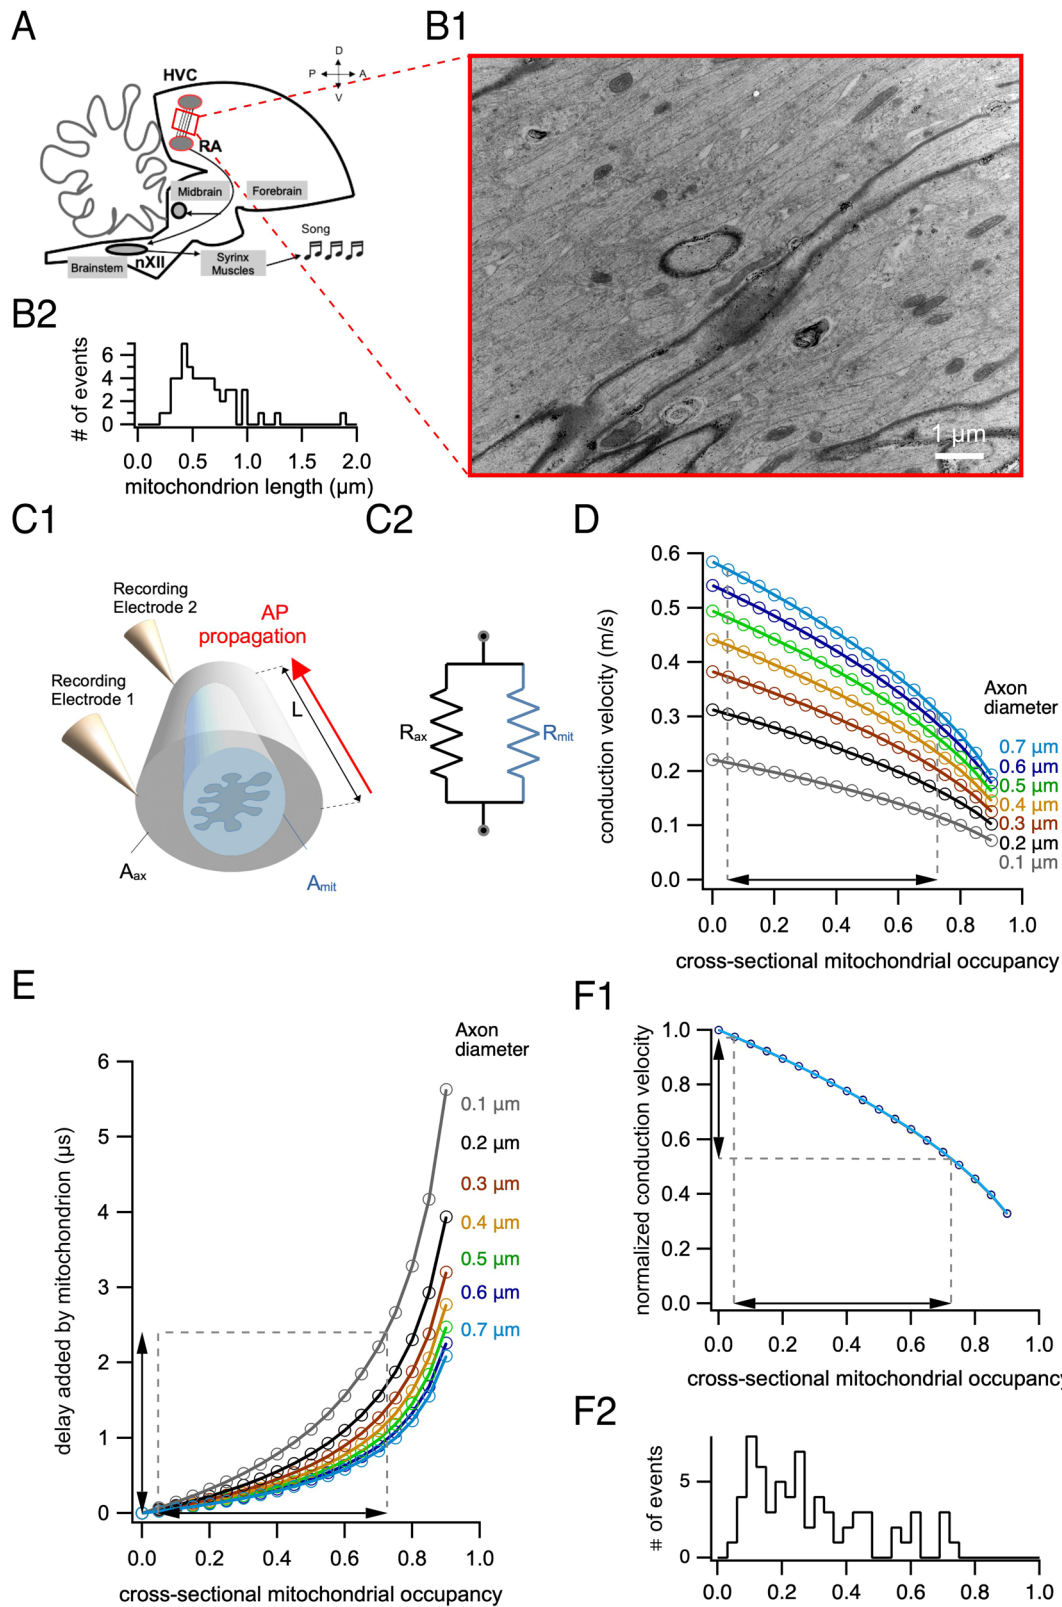 A
HVC
RA
D
P
A
V
Midbrain
Forebrain
Song
Brainstem
nXII
Syrinx
Muscles
B1
1 µm
B2
# of events
6
4
2
0
0.0 0.5 1.0 1.5 2.0
mitochondrion length (µm)
C1
Recording
Electrode 2
Recording
Electrode 1
AP
propagation
L
Aax
Amit
C2
Rax
Rmit
D
conduction velocity (m/s)
0.6
0.5
0.4
0.3
0.2
0.1
0.0
0.0 0.2 0.4 0.6 0.8 1.0
cross-sectional mitochondrial occupancy
Axon
diameter
0.7 µm
0.6 µm
0.5 µm
0.4 µm
0.3 µm
0.2 µm
0.1 µm
E
delay added by mitochondrion (µs)
6
5
4
3
2
1
0
0.0 0.2 0.4 0.6 0.8 1.0
cross-sectional mitochondrial occupancy
Axon
diameter
0.1 µm
0.2 µm
0.3 µm
0.4 µm
0.5 µm
0.6 µm
0.7 µm
F1
normalized conduction velocity
1.0
0.8
0.6
0.4
0.2
0.0
0.0 0.2 0.4 0.6 0.8 1.0
cross-sectional mitochondrial occupancy
F2
# of events
5
0
0.0 0.2 0.4 0.6 0.8 1.0